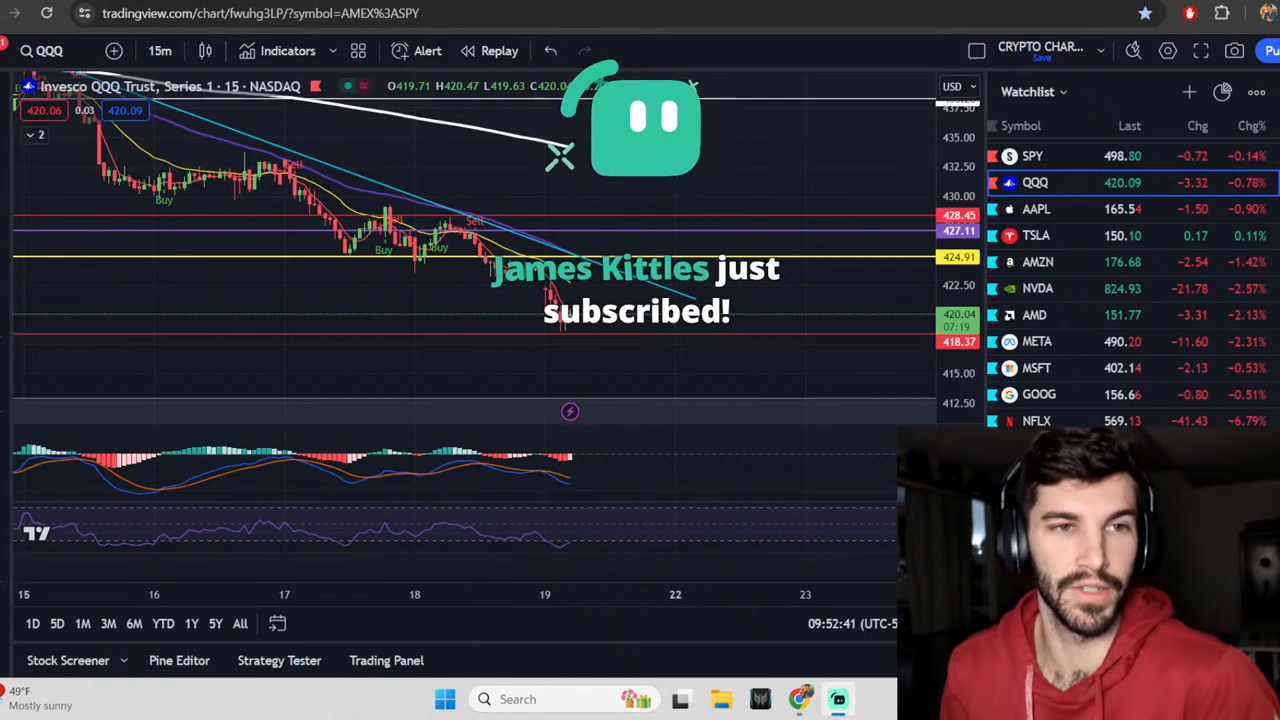 tradingview.com/chart/fwuhg3LP/?symbol=AMEX%3ASPY
QQQ
15m
Indicators
Alert
Replay
CRYPTO CHAR...
Save
Invesco QQQ Trust, Series 1 · 15 · NASDAQ
O419.71 H420.47 L419.63
420.06
0.03
420.09
2
James Kittles just
subscribed!
Buy
Sell
Buy
Buy
Sell
USD
437.50
435.00
432.50
430.00
428.45
427.11
424.91
422.50
420.04
07:19
418.37
415.00
412.50
15
16
17
18
19
22
23
1D
5D
1M
3M
6M
YTD
1Y
5Y
All
09:52:41 (UTC-5
Stock Screener
Pine Editor
Strategy Tester
Trading Panel
Watchlist
Symbol Last Chg Chg%
SPY 498.80 −0.72 −0.14%
QQQ 420.09 −3.32 −0.78%
AAPL 165.54 −1.50 −0.90%
TSLA 150.10 0.17 0.11%
AMZN 176.68 −2.54 −1.42%
NVDA 824.93 −21.78 −2.57%
AMD 151.77 −3.31 −2.13%
META 490.20 −11.60 −2.31%
MSFT 402.14 −2.13 −0.53%
GOOG 156.66 −0.80 −0.51%
NFLX 569.13 −41.43 −6.79%
49°F
Mostly sunny
Search